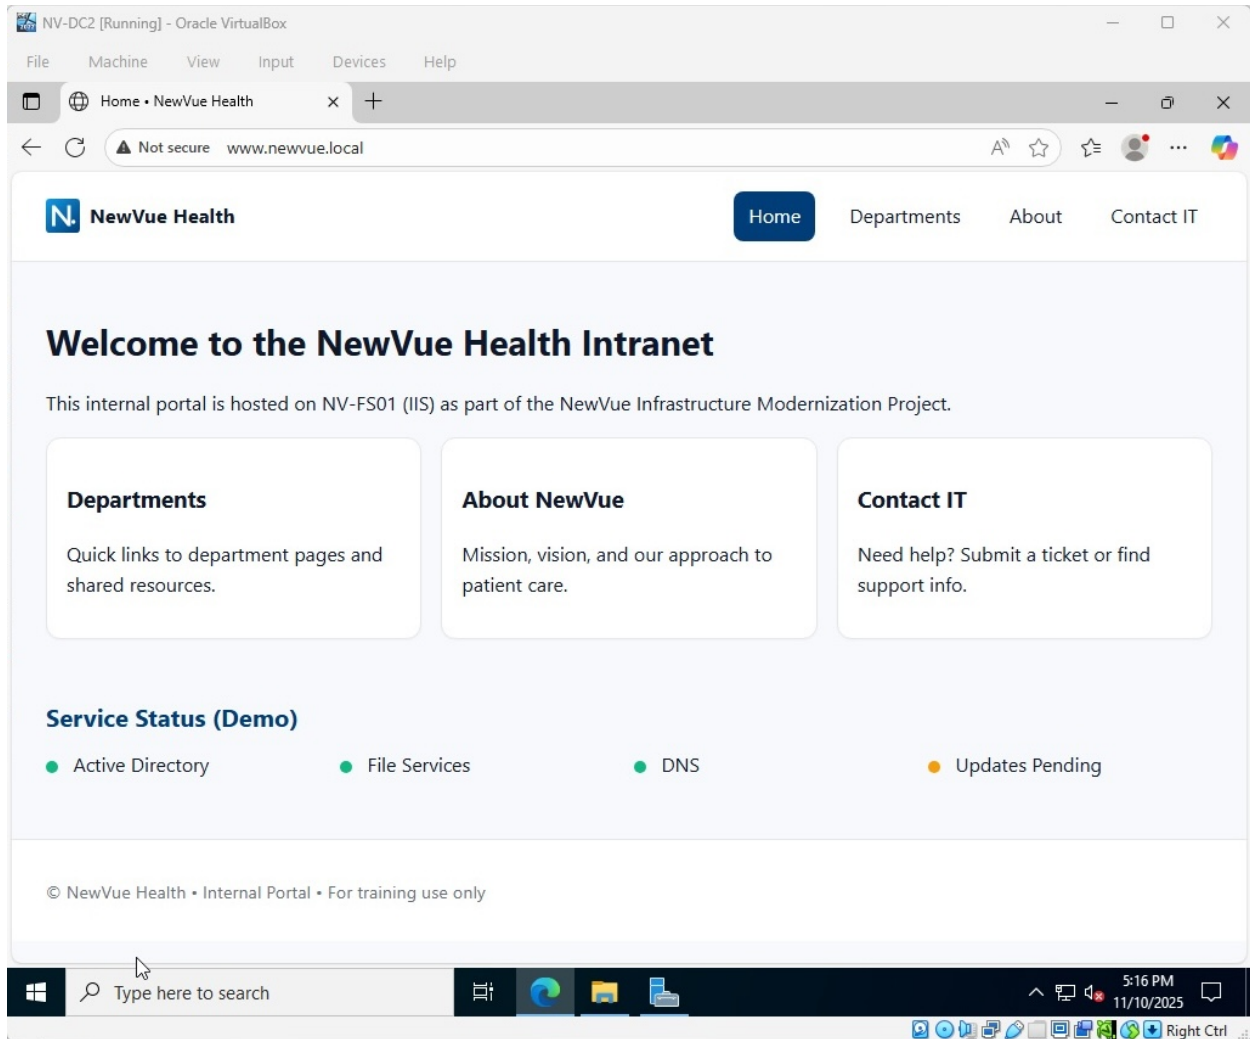 NV-DC2 [Running] - Oracle VirtualBox
File Machine View Input Devices Help
Home • NewVue Health
Not secure www.newvue.local
N. NewVue Health
Home Departments About Contact IT
Welcome to the NewVue Health Intranet
This internal portal is hosted on NV-FS01 (IIS) as part of the NewVue Infrastructure Modernization Project.
Departments
Quick links to department pages and
shared resources.
About NewVue
Mission, vision, and our approach to
patient care.
Contact IT
Need help? Submit a ticket or find
support info.
Service Status (Demo)
Active Directory File Services DNS Updates Pending
© NewVue Health • Internal Portal • For training use only
Type here to search
5:16 PM
11/10/2025
Right Ctrl